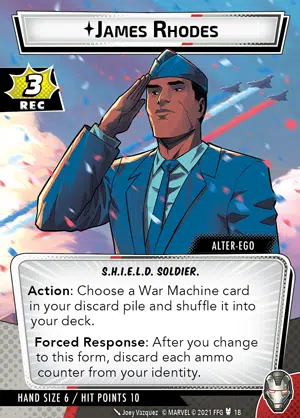 JAMES RHODES
3
REC
ALTER-EGO
S.H.I.E.L.D. SOLDIER.
Action: Choose a War Machine card
in your discard pile and shuffle it into
your deck.
Forced Response: After you change
to this form, discard each ammo
counter from your identity.
HAND SIZE 6 / HIT POINTS 10
Joey Vazquez © MARVEL © 2021 FFG 1B